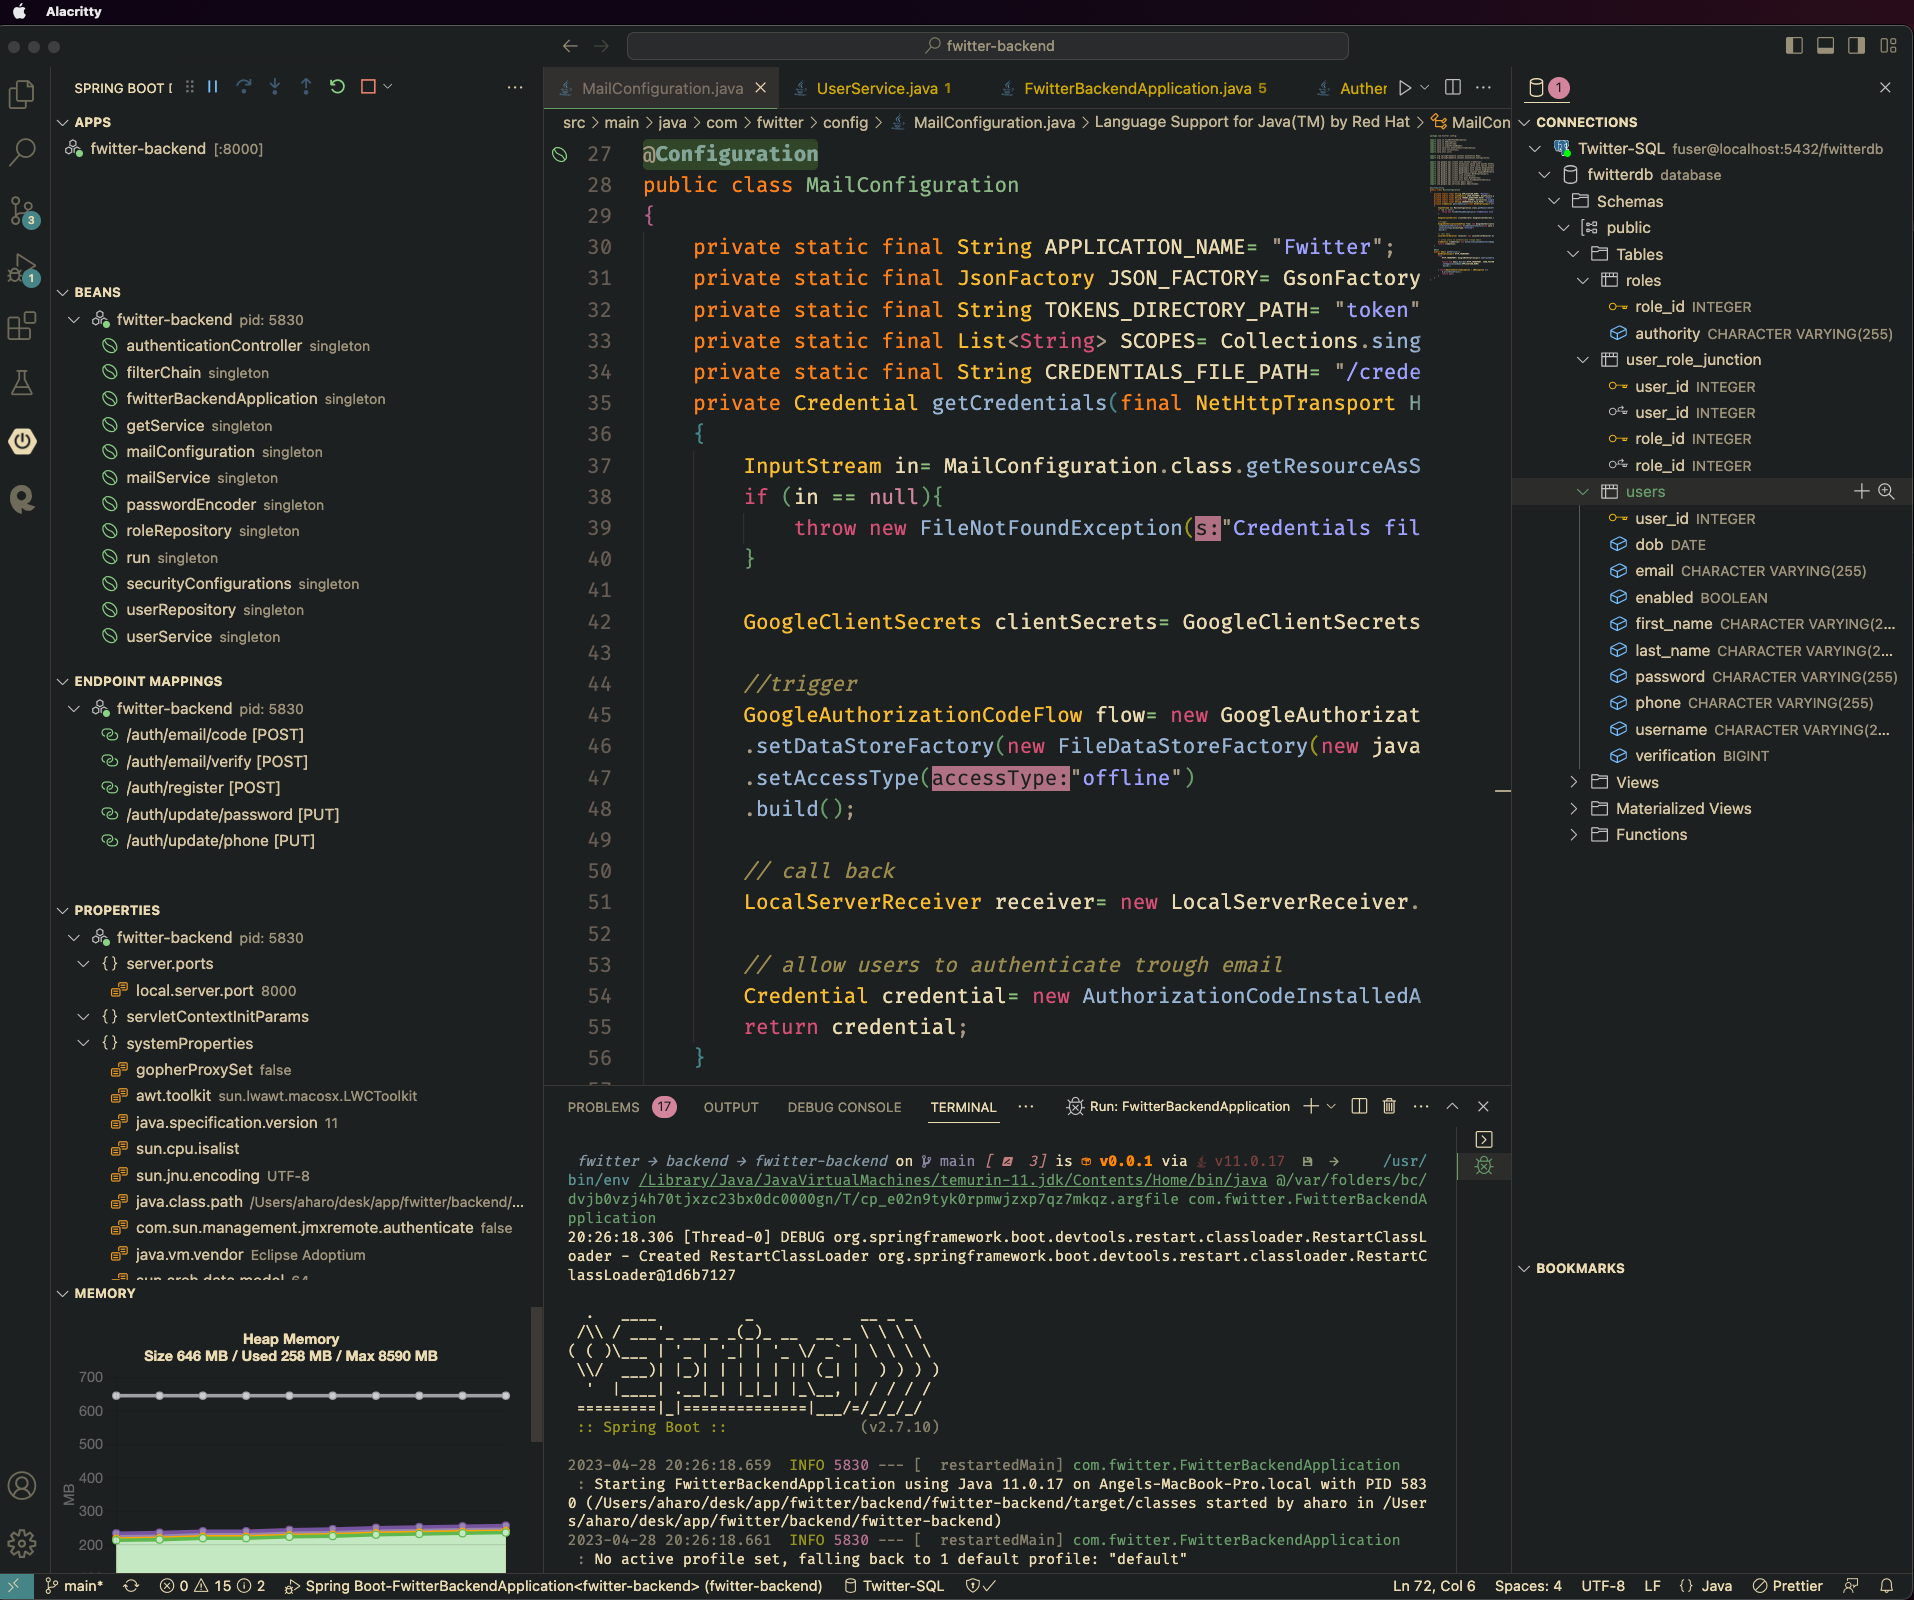 Alacritty
fwitter-backend
SPRING BOOT D
APPS
fwitter-backend [:8000]
3
1
BEANS
fwitter-backend pid: 5830
authenticationController singleton
filterChain singleton
fwitterBackendApplication singleton
getService singleton
mailConfiguration singleton
mailService singleton
passwordEncoder singleton
roleRepository singleton
run singleton
securityConfigurations singleton
userRepository singleton
userService singleton
ENDPOINT MAPPINGS
fwitter-backend pid: 5830
/auth/email/code [POST]
/auth/email/verify [POST]
/auth/register [POST]
/auth/update/password [PUT]
/auth/update/phone [PUT]
PROPERTIES
fwitter-backend pid: 5830
{} server.ports
local.server.port 8000
{} servletContextInitParams
{} systemProperties
gopherProxySet false
awt.toolkit sun.lwawt.macosx.LWCToolkit
java.specification.version 11
sun.cpu.isalist
sun.jnu.encoding UTF-8
java.class.path /Users/aharo/desk/app/fwitter/backend/...
com.sun.management.jmxremote.authenticate false
java.vm.vendor Eclipse Adoptium
sun.arch.data.model 64
MEMORY
Heap Memory
Size 646 MB / Used 258 MB / Max 8590 MB
700
600
500
400
300
200
MB
MailConfiguration.java UserService.java 1 FwitterBackendApplication.java 5 Auther
src > main > java > com > fwitter > config > MailConfiguration.java > Language Support for Java(TM) by Red Hat > MailCon
27 @Configuration
28 public class MailConfiguration
29 {
30 private static final String APPLICATION_NAME= "Fwitter";
31 private static final JsonFactory JSON_FACTORY= GsonFactory
32 private static final String TOKENS_DIRECTORY_PATH= "token"
33 private static final List<String> SCOPES= Collections.sing
34 private static final String CREDENTIALS_FILE_PATH= "/crede
35 private Credential getCredentials(final NetHttpTransport H
36 {
37 InputStream in= MailConfiguration.class.getResourceAsS
38 if (in == null){
39 throw new FileNotFoundException(s:"Credentials fil
40 }
41
42 GoogleClientSecrets clientSecrets= GoogleClientSecrets
43
44 //trigger
45 GoogleAuthorizationCodeFlow flow= new GoogleAuthorizat
46 .setDataStoreFactory(new FileDataStoreFactory(new java
47 .setAccessType(accessType:"offline")
48 .build();
49
50 // call back
51 LocalServerReceiver receiver= new LocalServerReceiver.
52
53 // allow users to authenticate trough email
54 Credential credential= new AuthorizationCodeInstalledA
55 return credential;
56 }
PROBLEMS 17 OUTPUT DEBUG CONSOLE TERMINAL ··· Run: FwitterBackendApplication
fwitter → backend → fwitter-backend on main [ 3] is v0.0.1 via v11.0.17 → /usr/
bin/env /Library/Java/JavaVirtualMachines/temurin-11.jdk/Contents/Home/bin/java @/var/folders/bc/
dvjb0vzj4h70tjxzc23bx0dc0000gn/T/cp_e02n9tyk0rpmwjzxp7qz7mkqz.argfile com.fwitter.FwitterBackendA
pplication
20:26:18.306 [Thread-0] DEBUG org.springframework.boot.devtools.restart.classloader.RestartClassL
oader - Created RestartClassLoader org.springframework.boot.devtools.restart.classloader.RestartC
lassLoader@1d6b7127
Spring
:: Spring Boot :: (v2.7.10)
2023-04-28 20:26:18.659 INFO 5830 --- [ restartedMain] com.fwitter.FwitterBackendApplication
: Starting FwitterBackendApplication using Java 11.0.17 on Angels-MacBook-Pro.local with PID 583
0 (/Users/aharo/desk/app/fwitter/backend/fwitter-backend/target/classes started by aharo in /User
s/aharo/desk/app/fwitter/backend/fwitter-backend)
2023-04-28 20:26:18.661 INFO 5830 --- [ restartedMain] com.fwitter.FwitterBackendApplication
: No active profile set, falling back to 1 default profile: "default"
1
CONNECTIONS
Twitter-SQL fuser@localhost:5432/fwitterdb
fwitterdb database
Schemas
public
Tables
roles
role_id INTEGER
authority CHARACTER VARYING(255)
user_role_junction
user_id INTEGER
user_id INTEGER
role_id INTEGER
role_id INTEGER
users
user_id INTEGER
dob DATE
email CHARACTER VARYING(255)
enabled BOOLEAN
first_name CHARACTER VARYING(2...
last_name CHARACTER VARYING(2...
password CHARACTER VARYING(255)
phone CHARACTER VARYING(255)
username CHARACTER VARYING(2...
verification BIGINT
Views
Materialized Views
Functions
BOOKMARKS
main* 0 15 2 Spring Boot-FwitterBackendApplication<fwitter-backend> (fwitter-backend) Twitter-SQL Ln 72, Col 6 Spaces: 4 UTF-8 LF {} Java Prettier